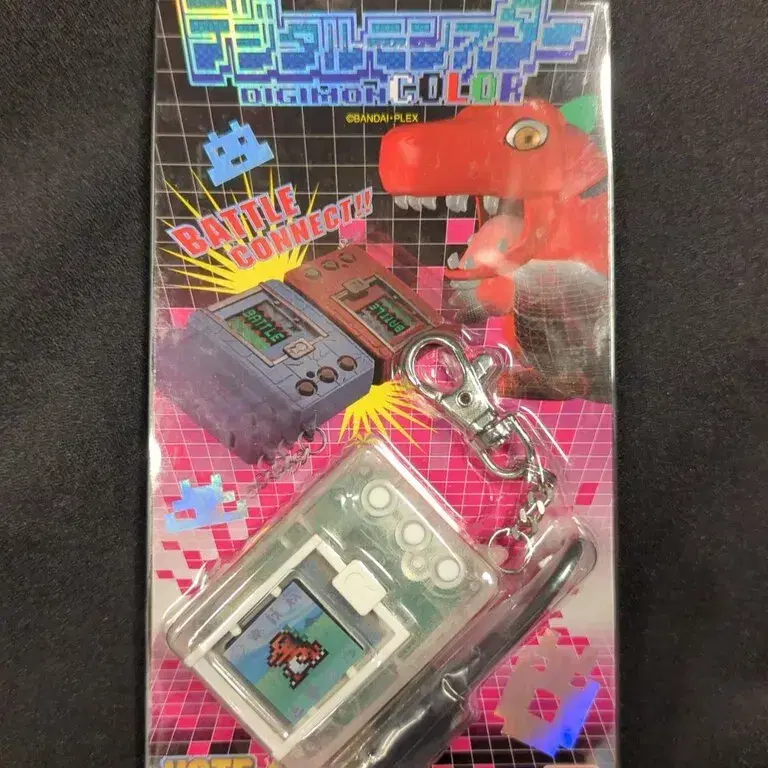 デジタルモンスター
DIGIMON COLOR
©BANDAI・PLEX
BATTLE
CONNECT!!
BATTLE
BATTLE